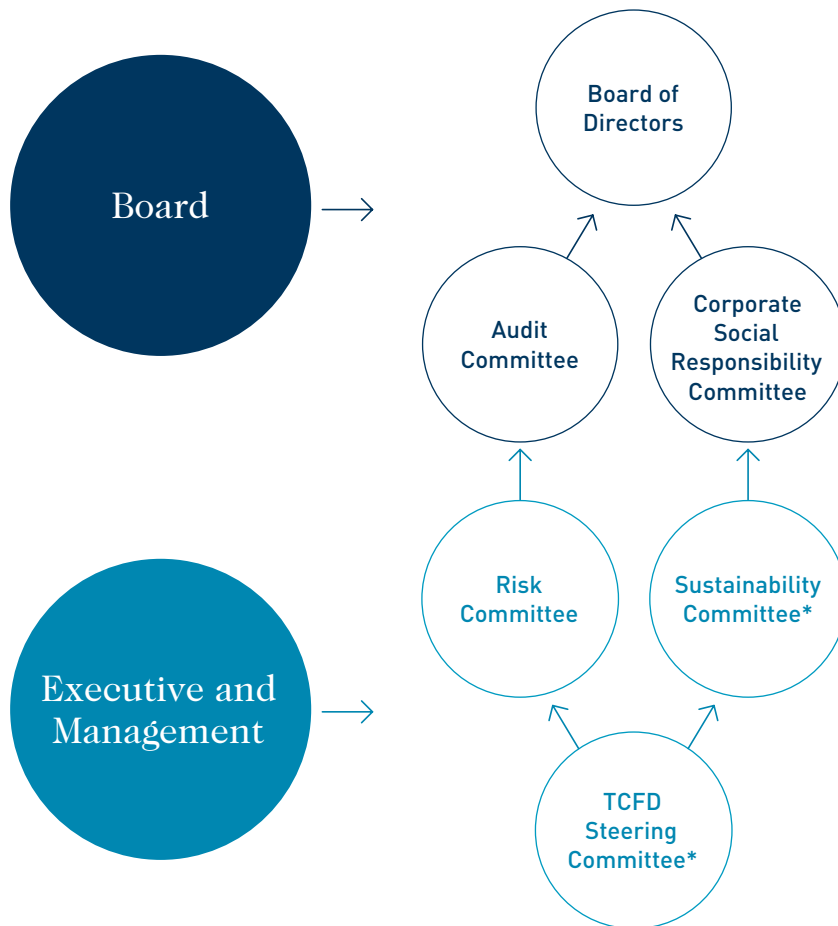 Board
Board of
Directors
Audit
Committee
Corporate
Social
Responsibility
Committee
Executive and
Management
Risk
Committee
Sustainability
Committee*
TCFD
Steering
Committee*